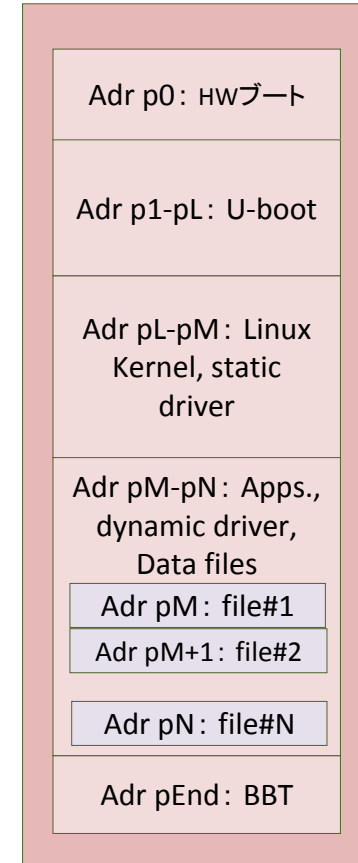 Adr p0： HWブート
Adr p1-pL： U-boot
Adr pL-pM： Linux
Kernel, static
driver
Adr pM-pN： Apps.,
dynamic driver,
Data files
Adr pM： file#1
Adr pM+1： file#2
Adr pN： file#N
Adr pEnd： BBT